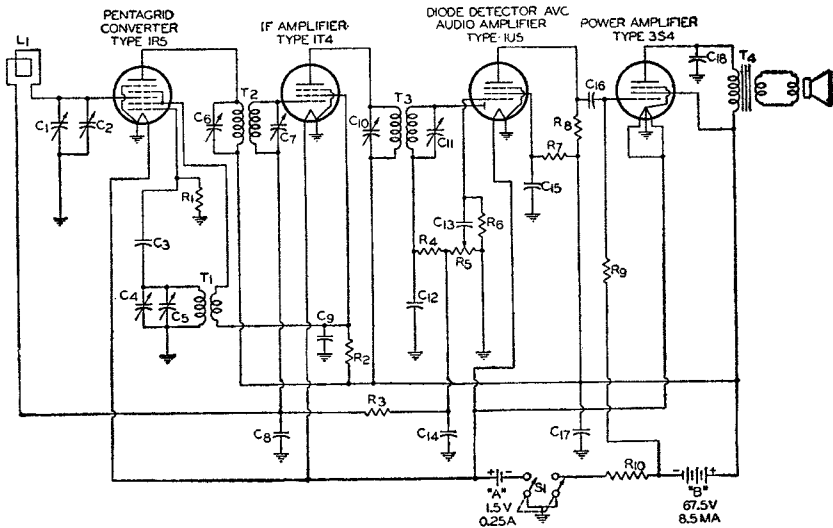 PENTAGRID
CONVERTER
TYPE 1R5
IF AMPLIFIER
TYPE 1T4
DIODE DETECTOR AVC
AUDIO AMPLIFIER
TYPE-1U5
POWER AMPLIFIER
TYPE 3S4
L1
C18
T4
C16
T2
T3
C1
C2
C6
C7
C10
C11
R8
R7
C15
R1
C3
C13
R6
R4
R5
R9
T1
C4
C5
C9
C12
R2
R3
C8
C14
C17
R10
+
-
S1
-
+
"A"
1.5V
0.25A
"B"
67.5V
8.5MA